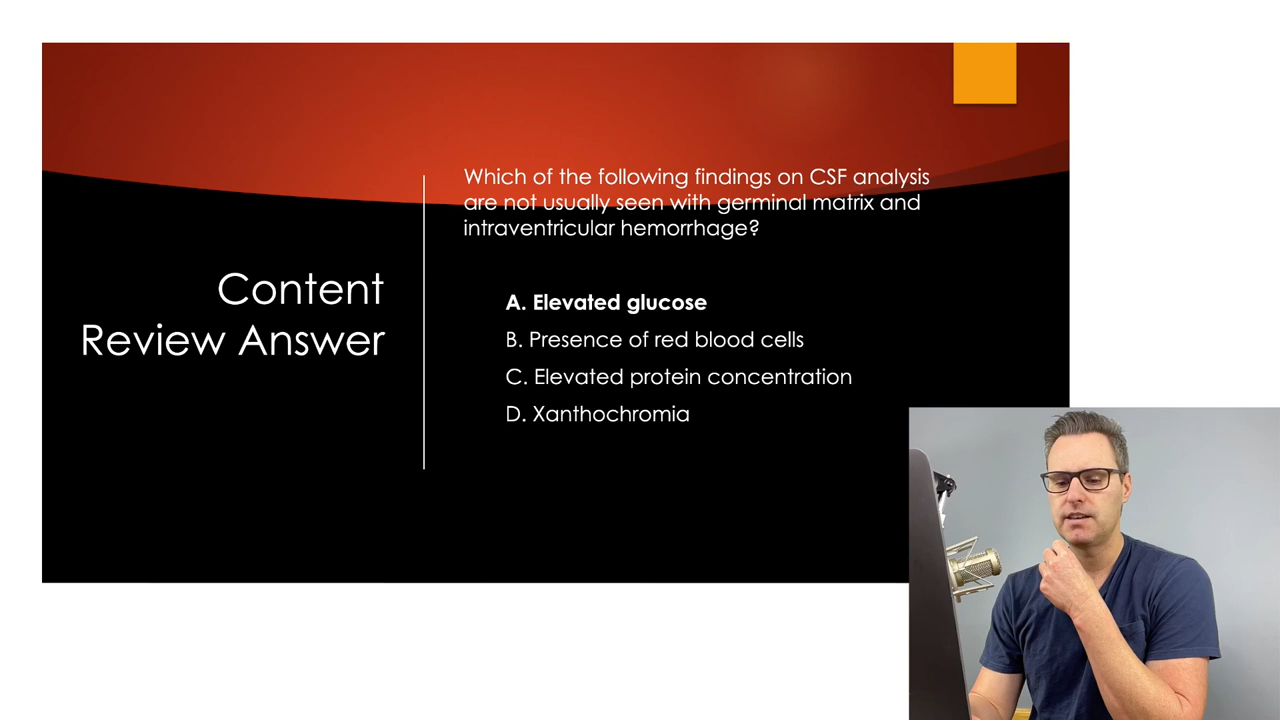 Content
Review Answer
Which of the following findings on CSF analysis
are not usually seen with germinal matrix and
intraventricular hemorrhage?
A. Elevated glucose
B. Presence of red blood cells
C. Elevated protein concentration
D. Xanthochromia